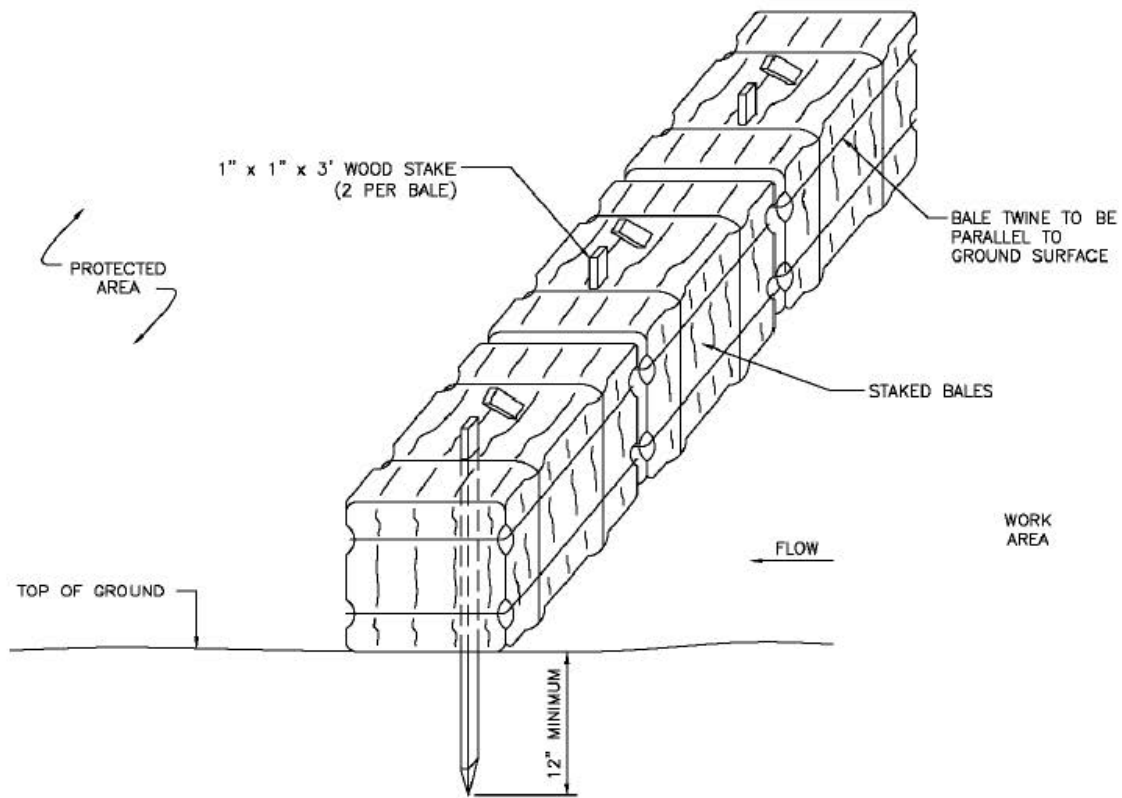 1" x 1" x 3' WOOD STAKE
(2 PER BALE)
BALE TWINE TO BE
PARALLEL TO
GROUND SURFACE
PROTECTED
AREA
STAKED BALES
WORK
AREA
FLOW
TOP OF GROUND
12" MINIMUM